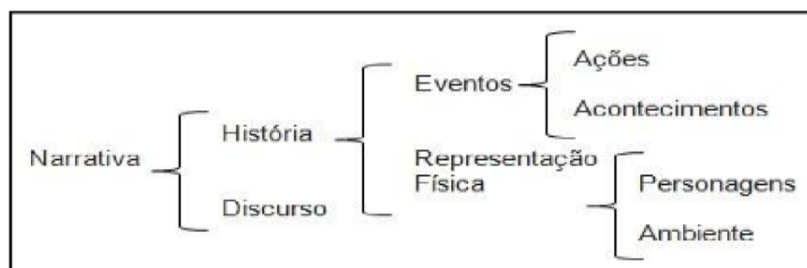 Narrativa
História
Discurso
Eventos
Representação
Física
Ações
Acontecimentos
Personagens
Ambiente